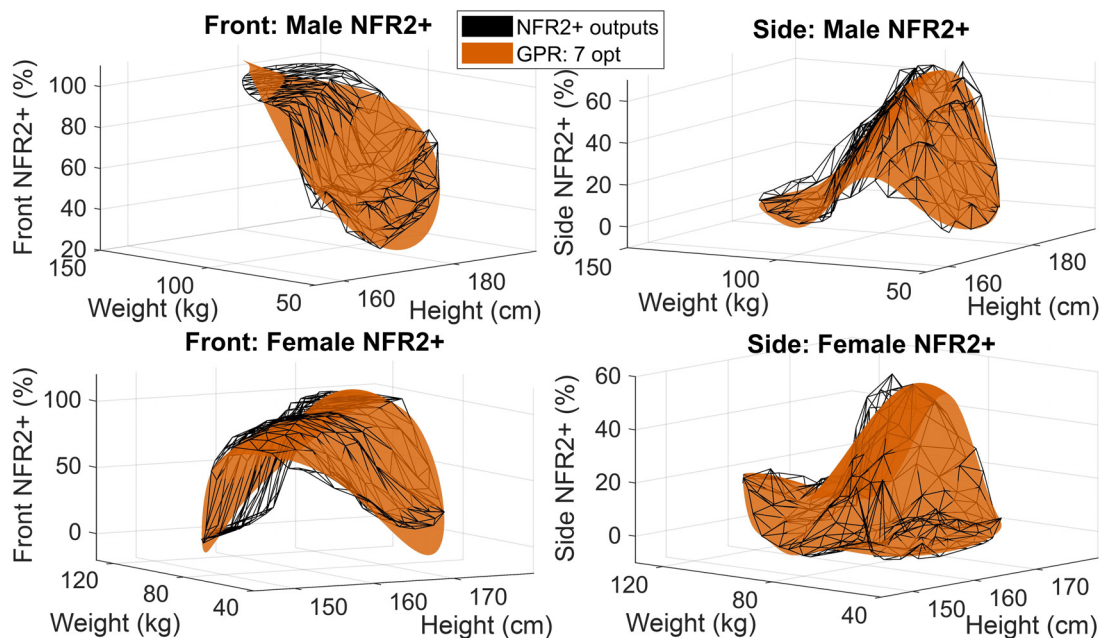 Front: Male NFR2+
NFR2+ outputs
GPR: 7 opt
Side: Male NFR2+
Front NFR2+ (%)
100
80
60
40
20
150
100
50
Weight (kg)
160
180
Height (cm)
Side NFR2+ (%)
60
40
20
0
150
100
50
Weight (kg)
160
180
Height (cm)
Front: Female NFR2+
Side: Female NFR2+
Front NFR2+ (%)
100
50
0
120
80
40
Weight (kg)
150
160
170
Height (cm)
Side NFR2+ (%)
60
40
20
0
120
80
40
Weight (kg)
150
160
170
Height (cm)